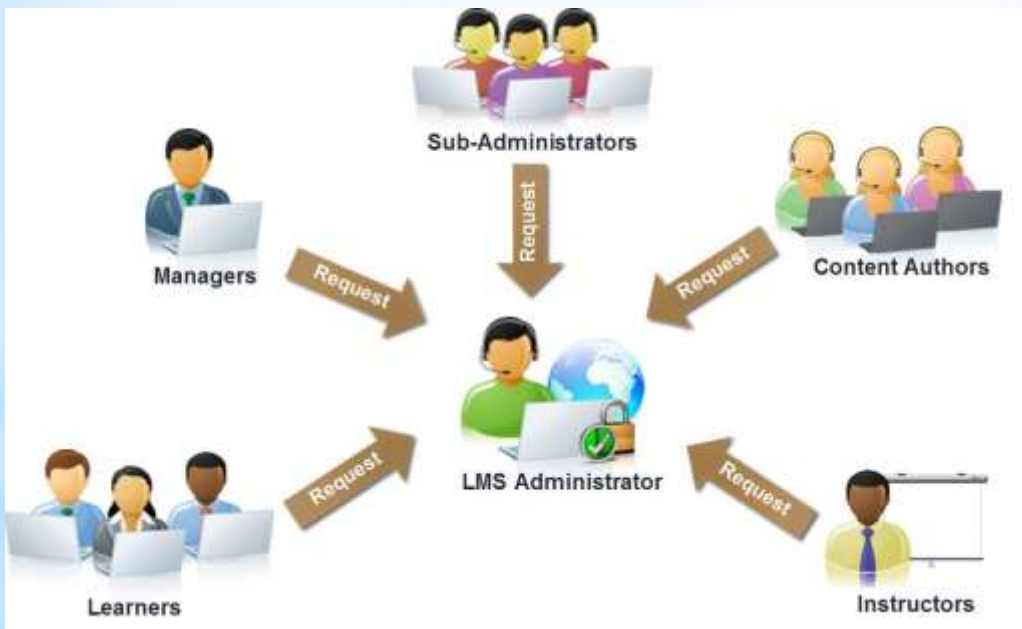 Sub-Administrators
Request
Managers
Request
Content Authors
Request
LMS Administrator
Learners
Request
Instructors
Request